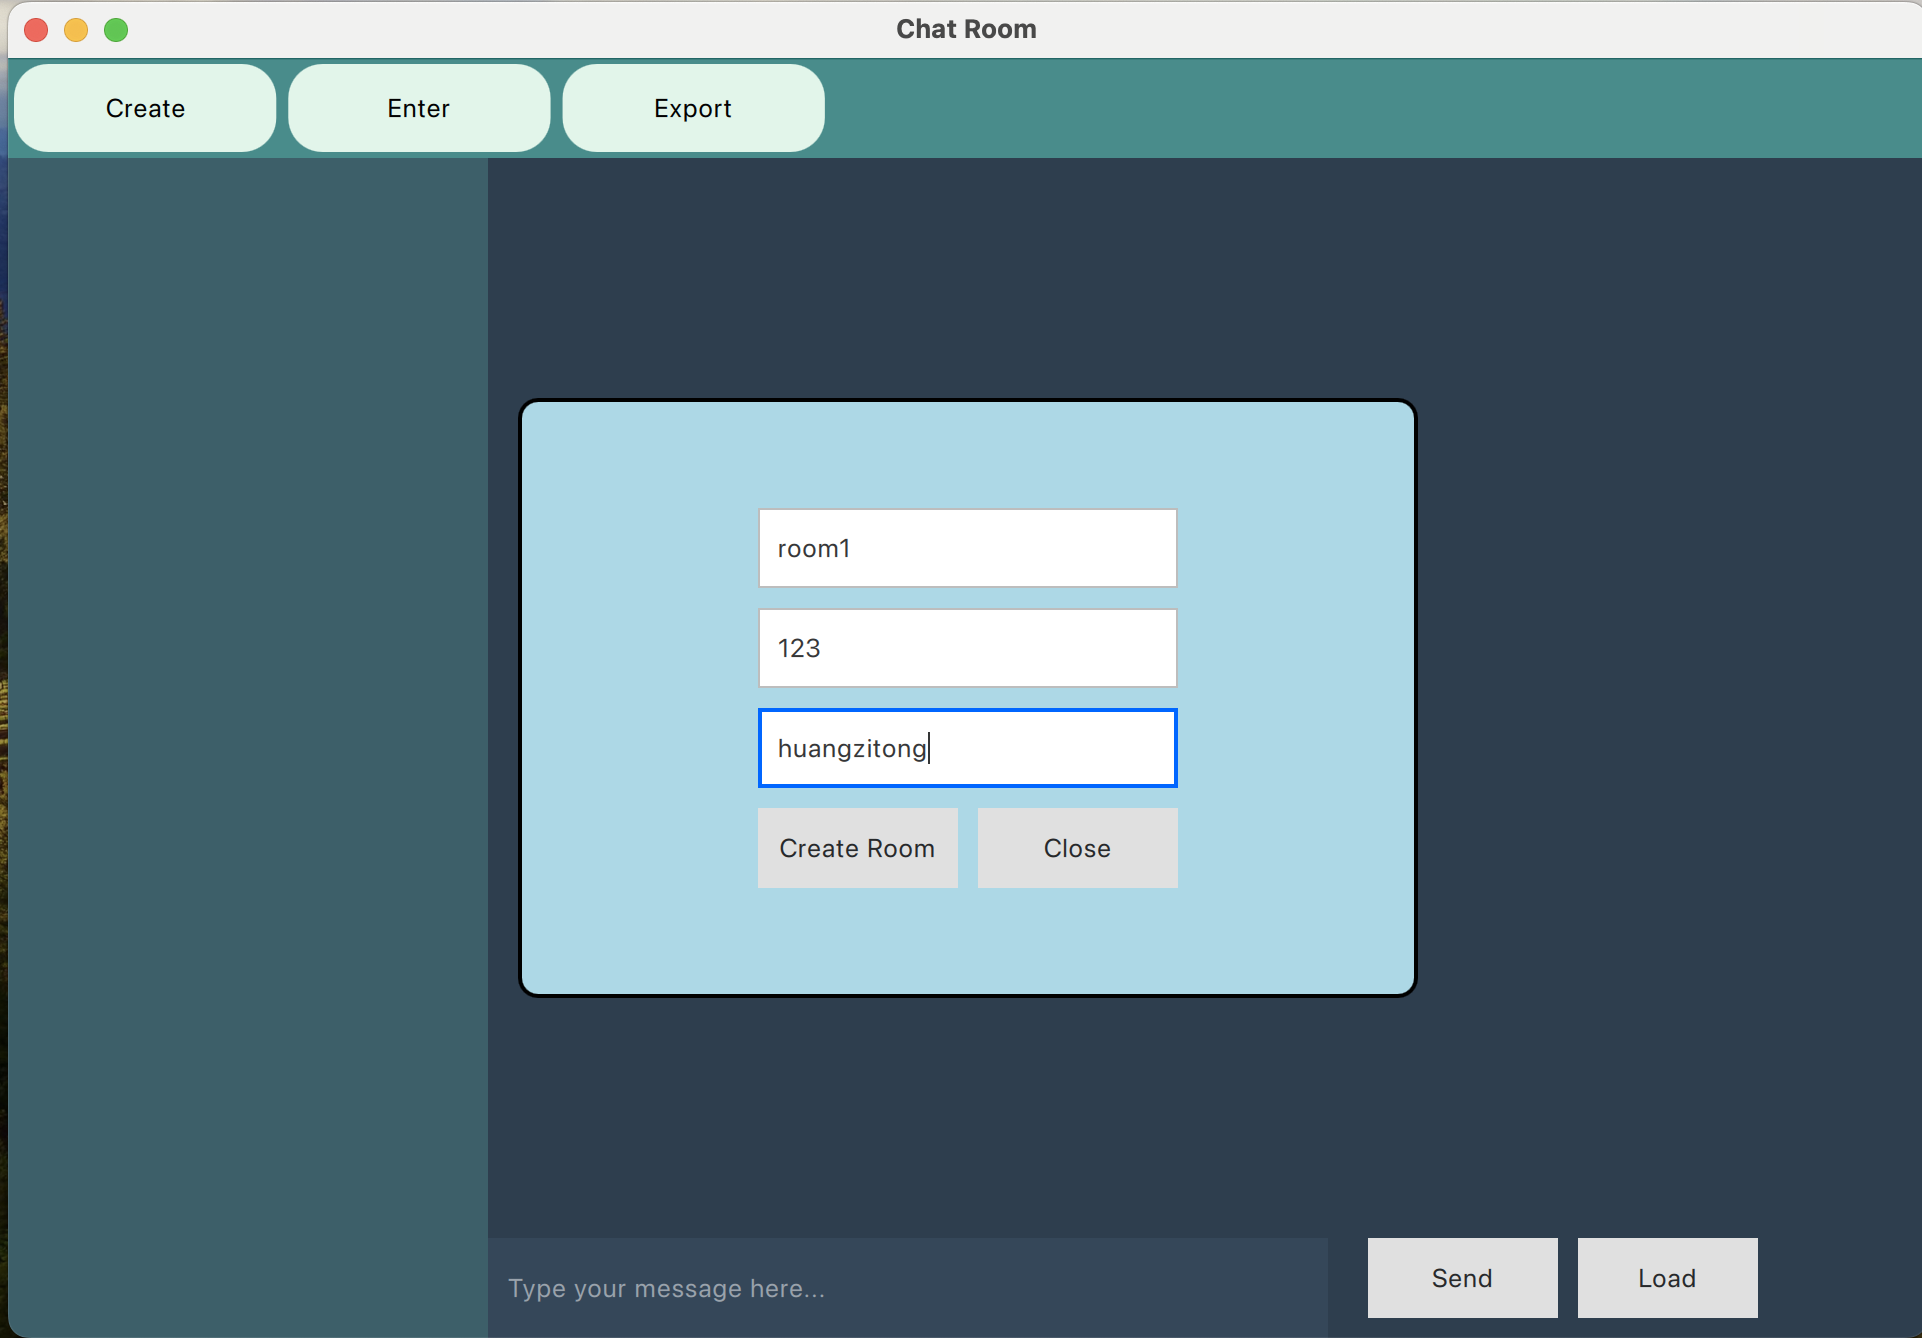 Chat Room
Create Enter Export
room1
123
huangzitong
Create Room Close
Type your message here...
Send Load